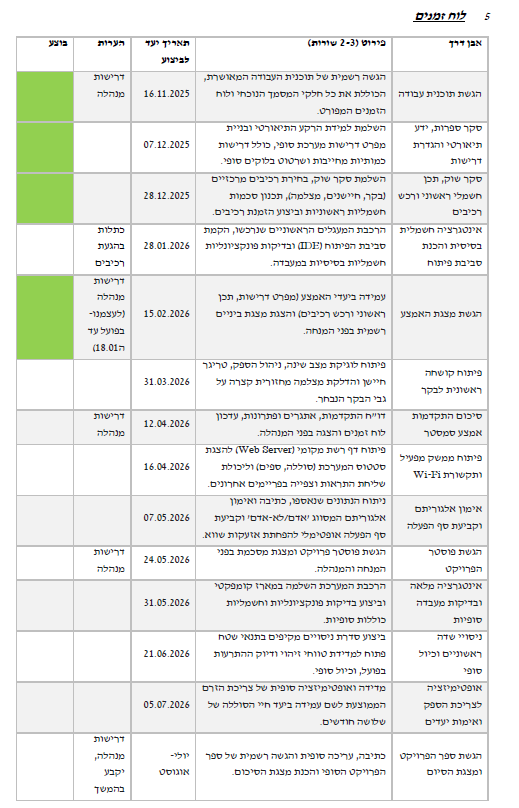 5 לוח זמנים
אבן דרך
פירוט (2-3 שורות)
תאריך יעד
לביצוע
הערות
בוצע
הגשת תוכנית עבודה
הגשה רשמית של תוכנית העבודה המאושרת,
הכוללת את כל חלקי המסמך הנוכחי ולוח
הזמנים המפורט.
16.11.2025
דרישות
מנהלה
סקר ספרות, ידע
תיאורטי והגדרת
דרישות
השלמת למידת הרקע התיאורטי ובניית
מפרט דרישות מערכת סופי, כולל דרישות
כמותיות מחייבות ושרטוט בלוקים סופי.
07.12.2025
סקר שוק, תכן
חשמלי ראשוני ורכש
רכיבים
השלמת סקר שוק, בחירת רכיבים מרכזיים
(בקר, חיישנים, מצלמה), תכנון סכמות
חשמליות ראשוניות וביצוע הזמנת רכיבים.
28.12.2025
אינטגרציה חשמלית
בסיסית והכנת
סביבת פיתוח
הרכבת המעגלים הראשוניים שנרכשו, הקמת
סביבת הפיתוח (IDE) ובדיקות פונקציונליות
חשמליות בסיסיות במעבדה.
28.01.2026
כתלות
בהגעת
רכיבים
הגשת מצגת האמצע
עמידה ביעדי האמצע (מפרט דרישות, תכן
ראשוני ורכש רכיבים) והצגת מצגת ביניים
רשמית בפני המנחה.
15.02.2026
דרישות
מנהלה
(לעצמנו-
בפועל עד
ה18.01)
פיתוח קושחה
ראשונית לבקר
פיתוח לוגיקת מצב שינה, ניהול הספק, טריגר
חיישן והדלקת מצלמה מחזורית קצרה על
גבי הבקר הנבחר.
31.03.2026
סיכום התקדמות
אמצע סמסטר
דו״ח התקדמות, אתגרים ופתרונות, עדכון
לוח זמנים והצגה בפני המנהלה.
12.04.2026
דרישות
מנהלה
פיתוח ממשק מפעיל
ותקשורת Wi-Fi
פיתוח דף רשת מקומי (Web Server) להצגת
סטטוס המערכת (סוללה, ספים) וליכולת
שליחת התראות וצפייה בפריימים אחרונים.
16.04.2026
אימון אלגוריתם
וקביעת סף הפעלה
ניתוח הנתונים שנאספו, כתיבה ואימון
אלגוריתם המסווג 'אדם/לא-אדם' וקביעת
סף הפעלה אופטימלי להפחתת אזעקות שווא.
07.05.2026
הגשת פוסטר
הפרויקט
הגשת פוסטר פרויקט ומצגת מסכמת בפני
המנחה והמנהלה.
24.05.2026
דרישות
מנהלה
אינטגרציה מלאה
ובדיקות מעבדה
סופיות
הרכבת המערכת השלמה במארז קומפקטי
וביצוע בדיקות פונקציונליות וחשמליות
כוללות סופיות.
31.05.2026
ניסויי שדה
ראשוניים וכיול
סופי
ביצוע סדרת ניסויים מקיפים בתנאי שטח
פתוח למדידת טווחי זיהוי ודיוק ההתרעות
בפועל, וכיול סופי.
21.06.2026
אופטימיזציה
לצריכת הספק
ואימות יעדים
מדידה ואופטימיזציה סופית של צריכת הזרם
הממוצעת לשם עמידה ביעד חיי הסוללה של
שלושה חודשים.
05.07.2026
הגשת ספר הפרויקט
ומצגת הסיום
כתיבה, עריכה סופית והגשה רשמית של ספר
הפרויקט הסופי והכנת מצגת הסיכום.
יולי-
אוגוסט
דרישות
מנהלה,
יקבע
בהמשך